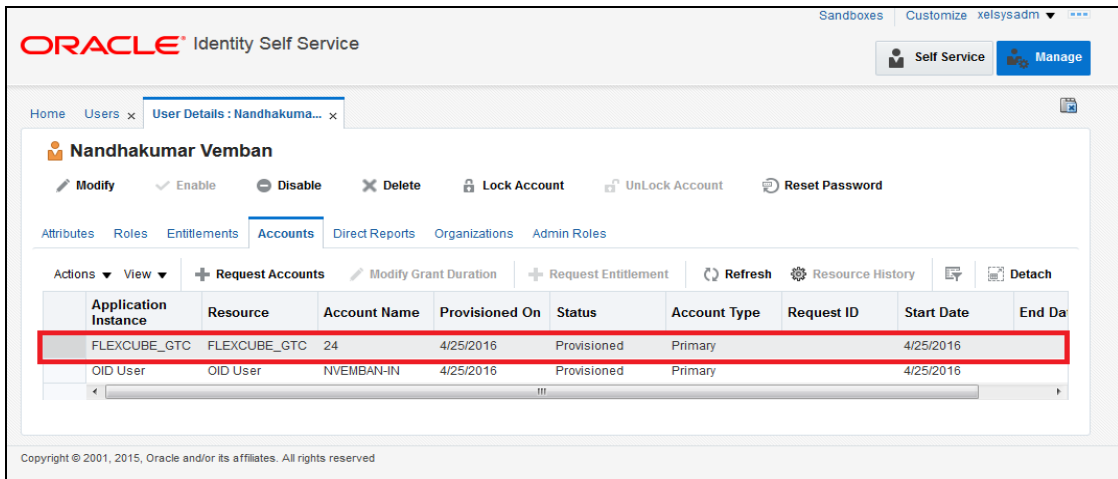 Sandboxes Customize xelsysadm
ORACLE Identity Self Service
Self Service Manage
Home Users x User Details : Nandhakuma... x
Nandhakumar Vemban
Modify Enable Disable Delete Lock Account UnLock Account Reset Password
Attributes Roles Entitlements Accounts Direct Reports Organizations Admin Roles
Actions View Request Accounts Modify Grant Duration Request Entitlement Refresh Resource History Detach
Application Instance Resource Account Name Provisioned On Status Account Type Request ID Start Date End Da
FLEXCUBE_GTC FLEXCUBE_GTC 24 4/25/2016 Provisioned Primary 4/25/2016
OID User OID User NVEMBAN-IN 4/25/2016 Provisioned Primary 4/25/2016
Copyright © 2001, 2015, Oracle and/or its affiliates. All rights reserved